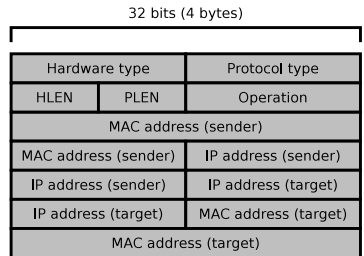 32 bits (4 bytes)
Hardware type Protocol type
HLEN PLEN Operation
MAC address (sender)
MAC address (sender) IP address (sender)
IP address (sender) IP address (target)
IP address (target) MAC address (target)
MAC address (target)